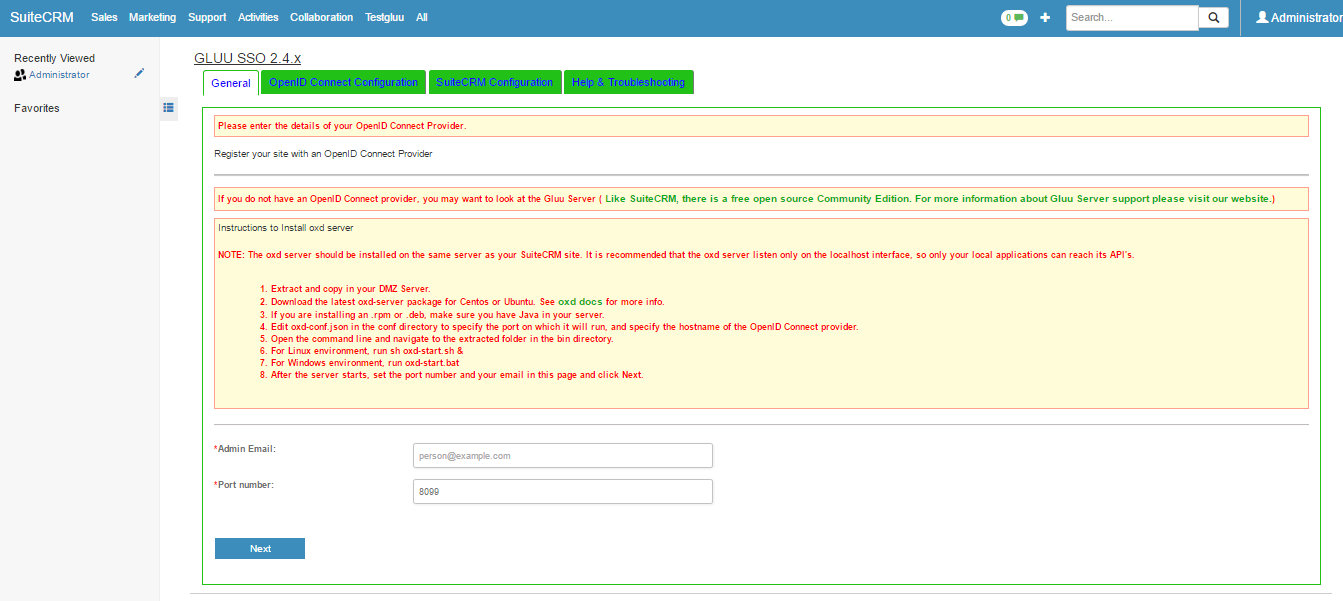 SuiteCRM Sales Marketing Support Activities Collaboration Testgluu All 0 Search... Administrator
Recently Viewed
Administrator
Favorites
GLUU SSO 2.4.x
General OpenID Connect Configuration SuiteCRM Configuration Help & Troubleshooting
Please enter the details of your OpenID Connect Provider.
Register your site with an OpenID Connect Provider
If you do not have an OpenID Connect provider, you may want to look at the Gluu Server ( Like SuiteCRM, there is a free open source Community Edition. For more information about Gluu Server support please visit our website.)
Instructions to Install oxd server
NOTE: The oxd server should be installed on the same server as your SuiteCRM site. It is recommended that the oxd server listen only on the localhost interface, so only your local applications can reach its API's.
1. Extract and copy in your DMZ Server.
2. Download the latest oxd-server package for Centos or Ubuntu. See oxd docs for more info.
3. If you are installing an .rpm or .deb, make sure you have Java in your server.
4. Edit oxd-conf.json in the conf directory to specify the port on which it will run, and specify the hostname of the OpenID Connect provider.
5. Open the command line and navigate to the extracted folder in the bin directory.
6. For Linux environment, run sh oxd-start.sh &
7. For Windows environment, run oxd-start.bat
8. After the server starts, set the port number and your email in this page and click Next.
*Admin Email: person@example.com
*Port number: 8099
Next